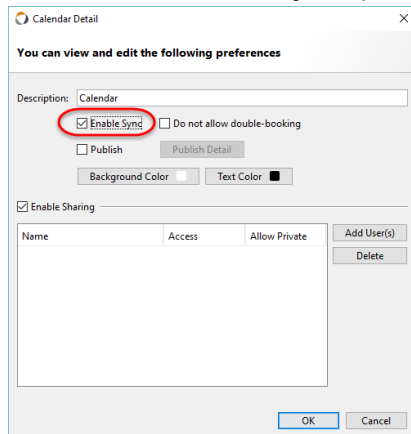 Calendar Detail
You can view and edit the following preferences
Description: Calendar
Enable Sync Do not allow double-booking
Publish Publish Detail
Background Color Text Color
Enable Sharing
Name Access Allow Private Add User(s)
Delete
OK Cancel